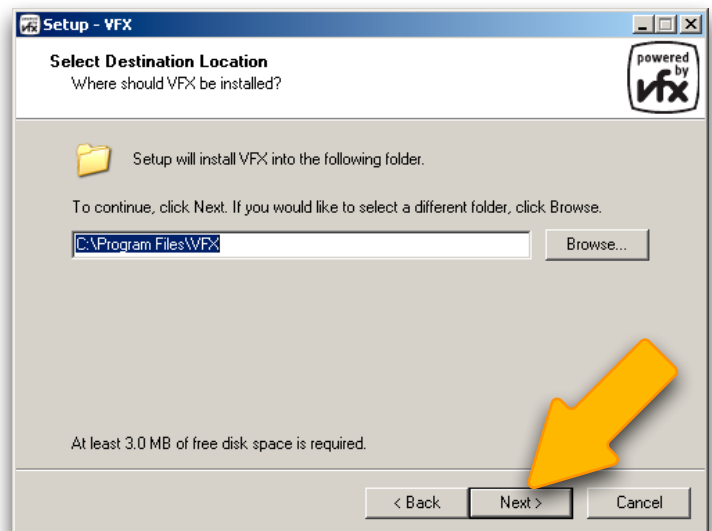 Setup - VFX
Select Destination Location
Where should VFX be installed?
powered
by
vfx
Setup will install VFX into the following folder.
To continue, click Next. If you would like to select a different folder, click Browse.
C:\Program Files\VFX
Browse...
At least 3.0 MB of free disk space is required.
< Back
Next >
Cancel